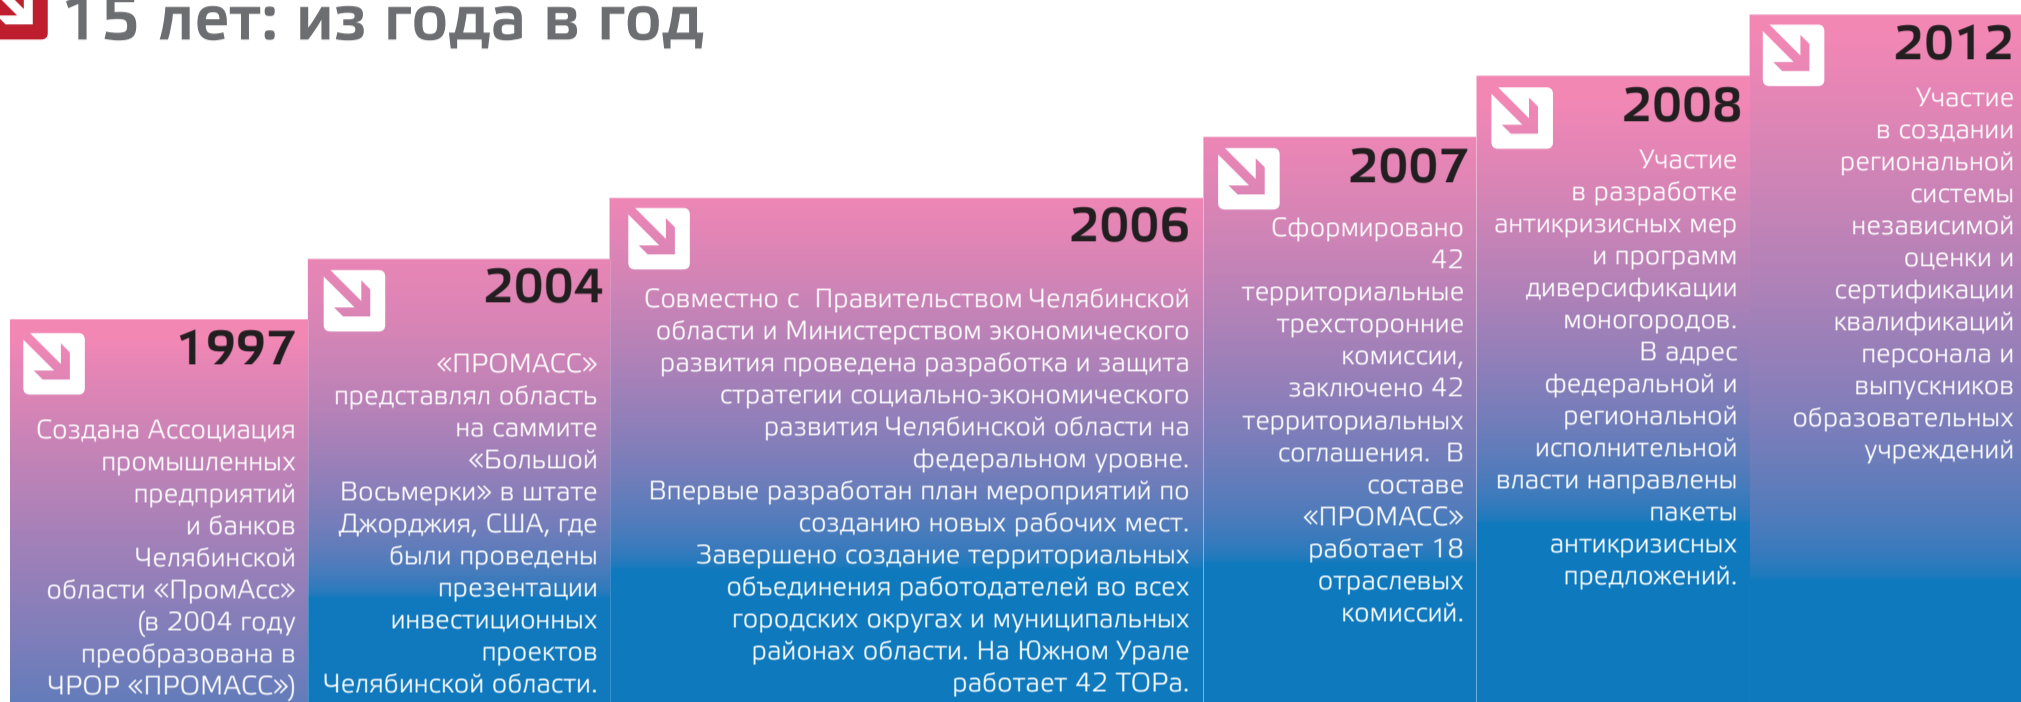 15 лет: из года в год
1997
Создана Ассоциация
промышленных
предприятий
и банков
Челябинской
области «ПромАсс»
(в 2004 году
преобразована в
ЧРОР «ПРОМАСС»)
2004
«ПРОМАСС»
представлял область
на саммите
«Большой
Восьмерки» в штате
Джорджия, США, где
были проведены
презентации
инвестиционных
проектов
Челябинской области.
2006
Совместно с Правительством Челябинской
области и Министерством экономического
развития проведена разработка и защита
стратегии социально-экономического
развития Челябинской области на
федеральном уровне.
Впервые разработан план мероприятий по
созданию новых рабочих мест.
Завершено создание территориальных
объединения работодателей во всех
городских округах и муниципальных
районах области. На Южном Урале
работает 42 ТОРа.
2007
Сформировано
42
территориальные
трехсторонние
комиссии,
заключено 42
территориальных
соглашения. В
составе
«ПРОМАСС»
работает 18
отраслевых
комиссий.
2008
Участие
в разработке
антикризисных мер
и программ
диверсификации
моногородов.
В адрес
федеральной и
региональной
исполнительной
власти направлены
пакеты
антикризисных
предложений.
2012
Участие
в создании
региональной
системы
независимой
оценки и
сертификации
квалификаций
персонала и
выпускников
образовательных
учреждений